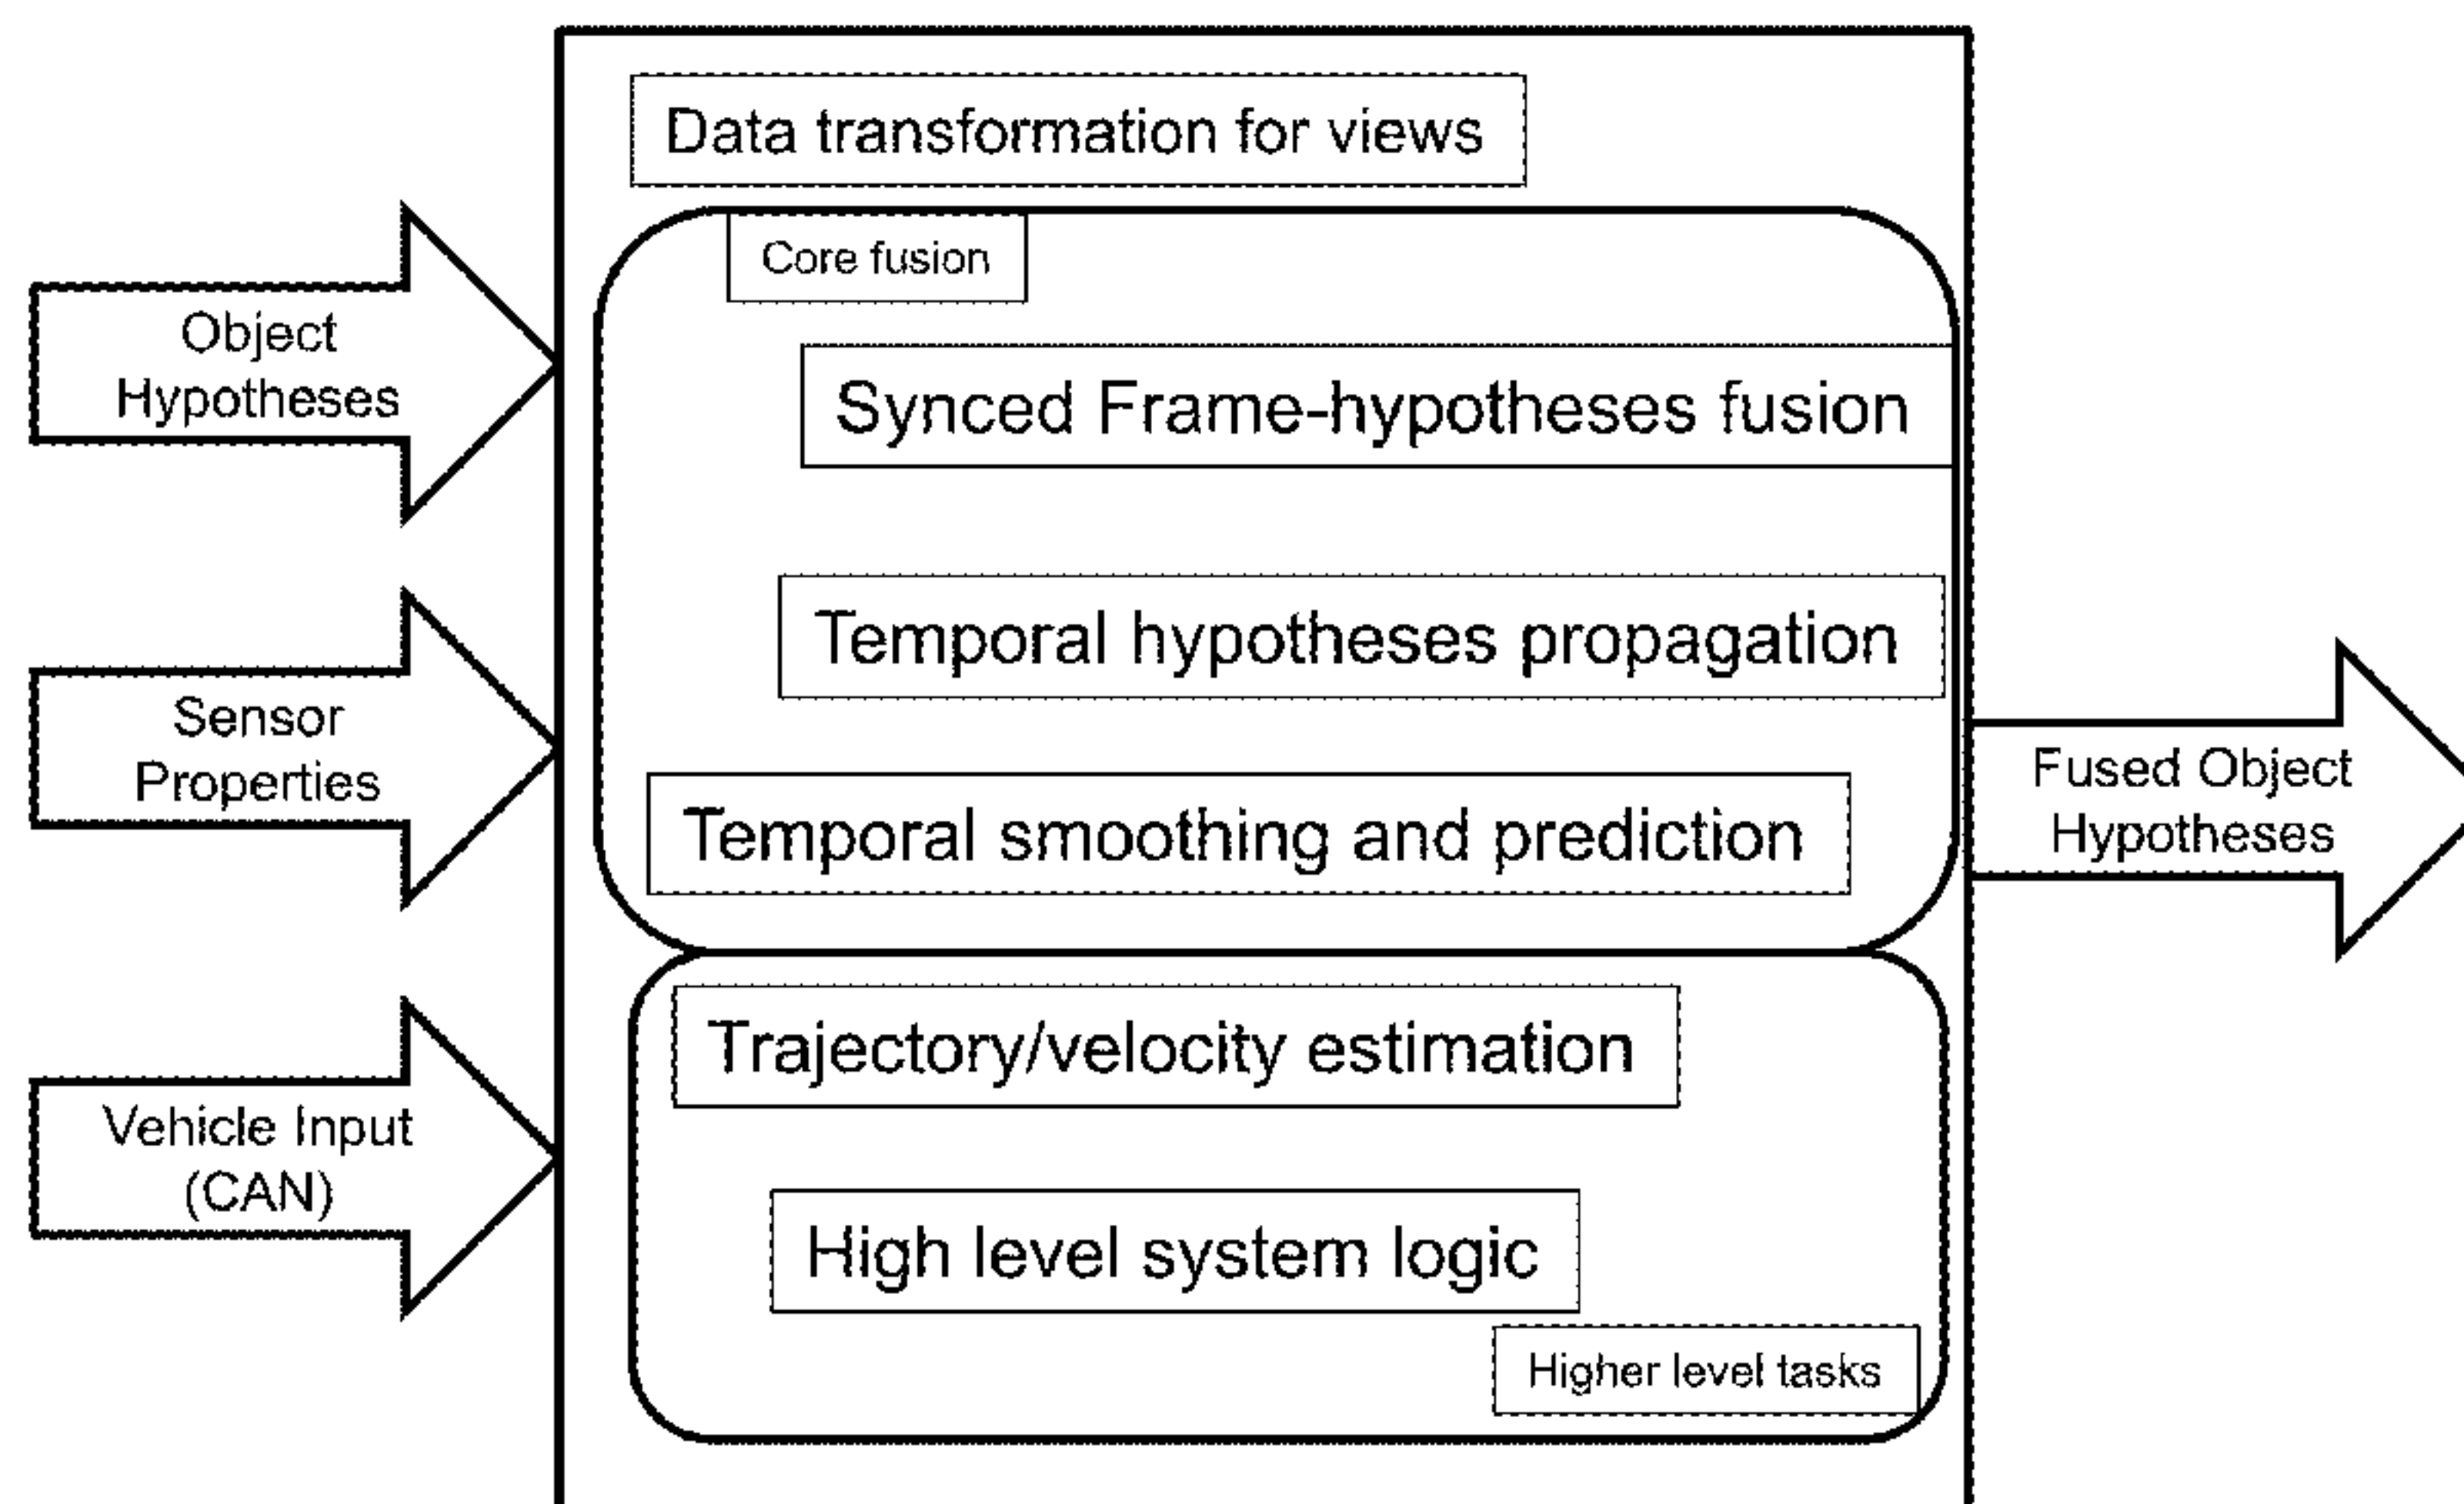 Data transformation for views
Core fusion
Object
Hypotheses
Synced Frame-hypotheses fusion
Temporal hypotheses propagation
Sensor
Properties
Temporal smoothing and prediction
Fused Object
Hypotheses
Trajectory/velocity estimation
Vehicle Input
(CAN)
High level system logic
Higher level tasks